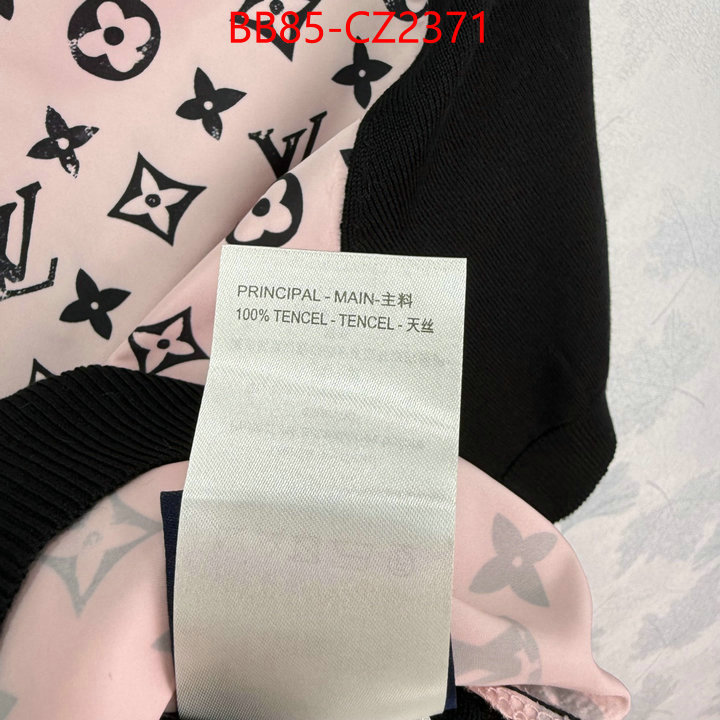 BB85-CZ2371
PRINCIPAL - MAIN-主料
100% TENCEL - TENCEL - 天丝